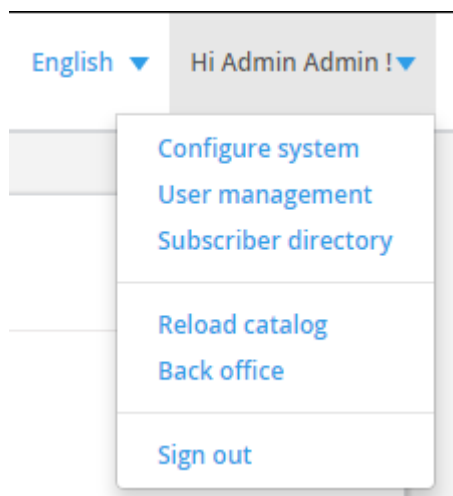 English Hi Admin Admin !
Configure system
User management
Subscriber directory
Reload catalog
Back office
Sign out